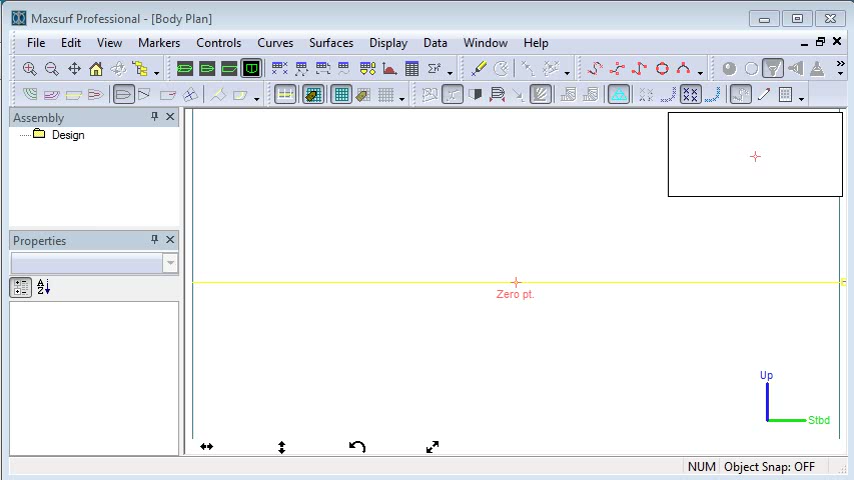 Maxsurf Professional - [Body Plan]
File Edit View Markers Controls Curves Surfaces Display Data Window Help
Assembly
Design
Properties
A
Z
Zero pt.
Up
Stbd
NUM Object Snap: OFF